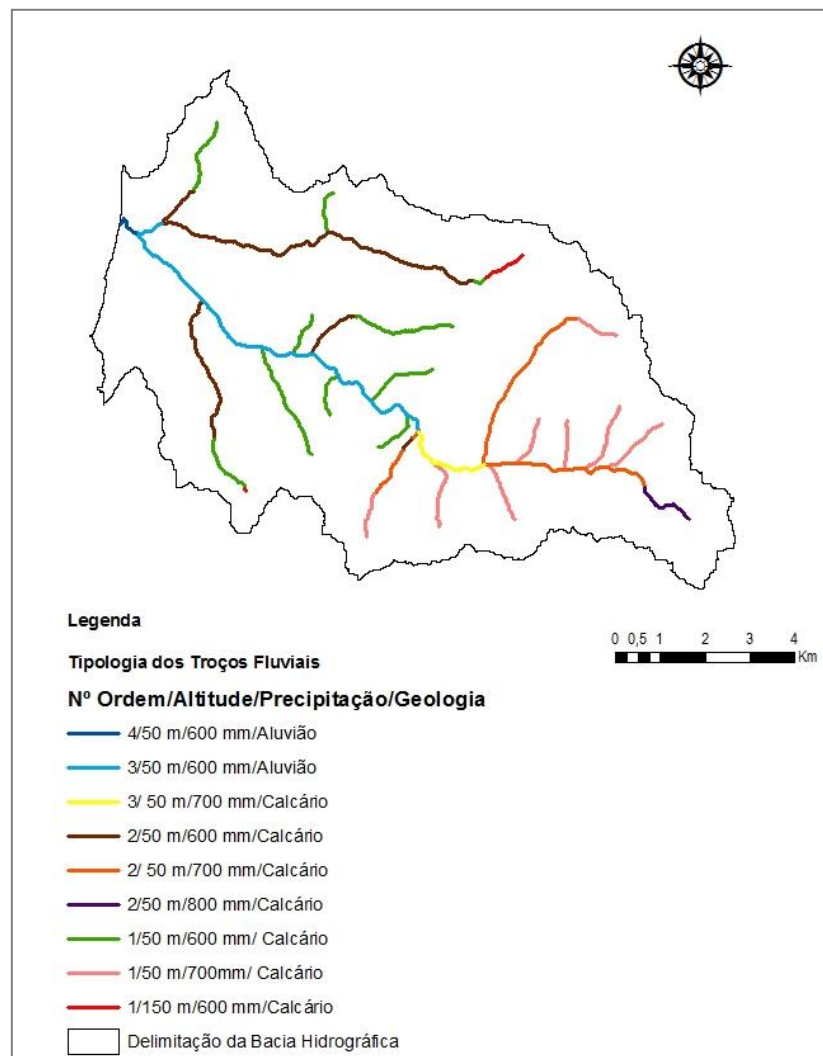 Legenda
0 0,5 1 2 3 4
Km
Tipologia dos Troços Fluviais
Nº Ordem/Altitude/Precipitação/Geologia
4/50 m/600 mm/Aluvião
3/50 m/600 mm/Aluvião
3/ 50 m/700 mm/Calcário
2/50 m/600 mm/Calcário
2/ 50 m/700 mm/Calcário
2/50 m/800 mm/Calcário
1/50 m/600 mm/ Calcário
1/50 m/700mm/ Calcário
1/150 m/600 mm/Calcário
Delimitação da Bacia Hidrográfica